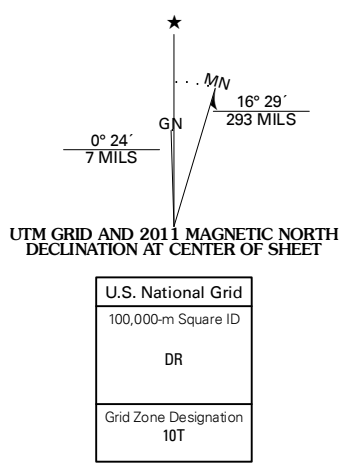 ★
MN
GN
16° 29´
293 MILS
0° 24´
7 MILS
UTM GRID AND 2011 MAGNETIC NORTH
DECLINATION AT CENTER OF SHEET
U.S. National Grid
100,000-m Square ID
DR
Grid Zone Designation
10T